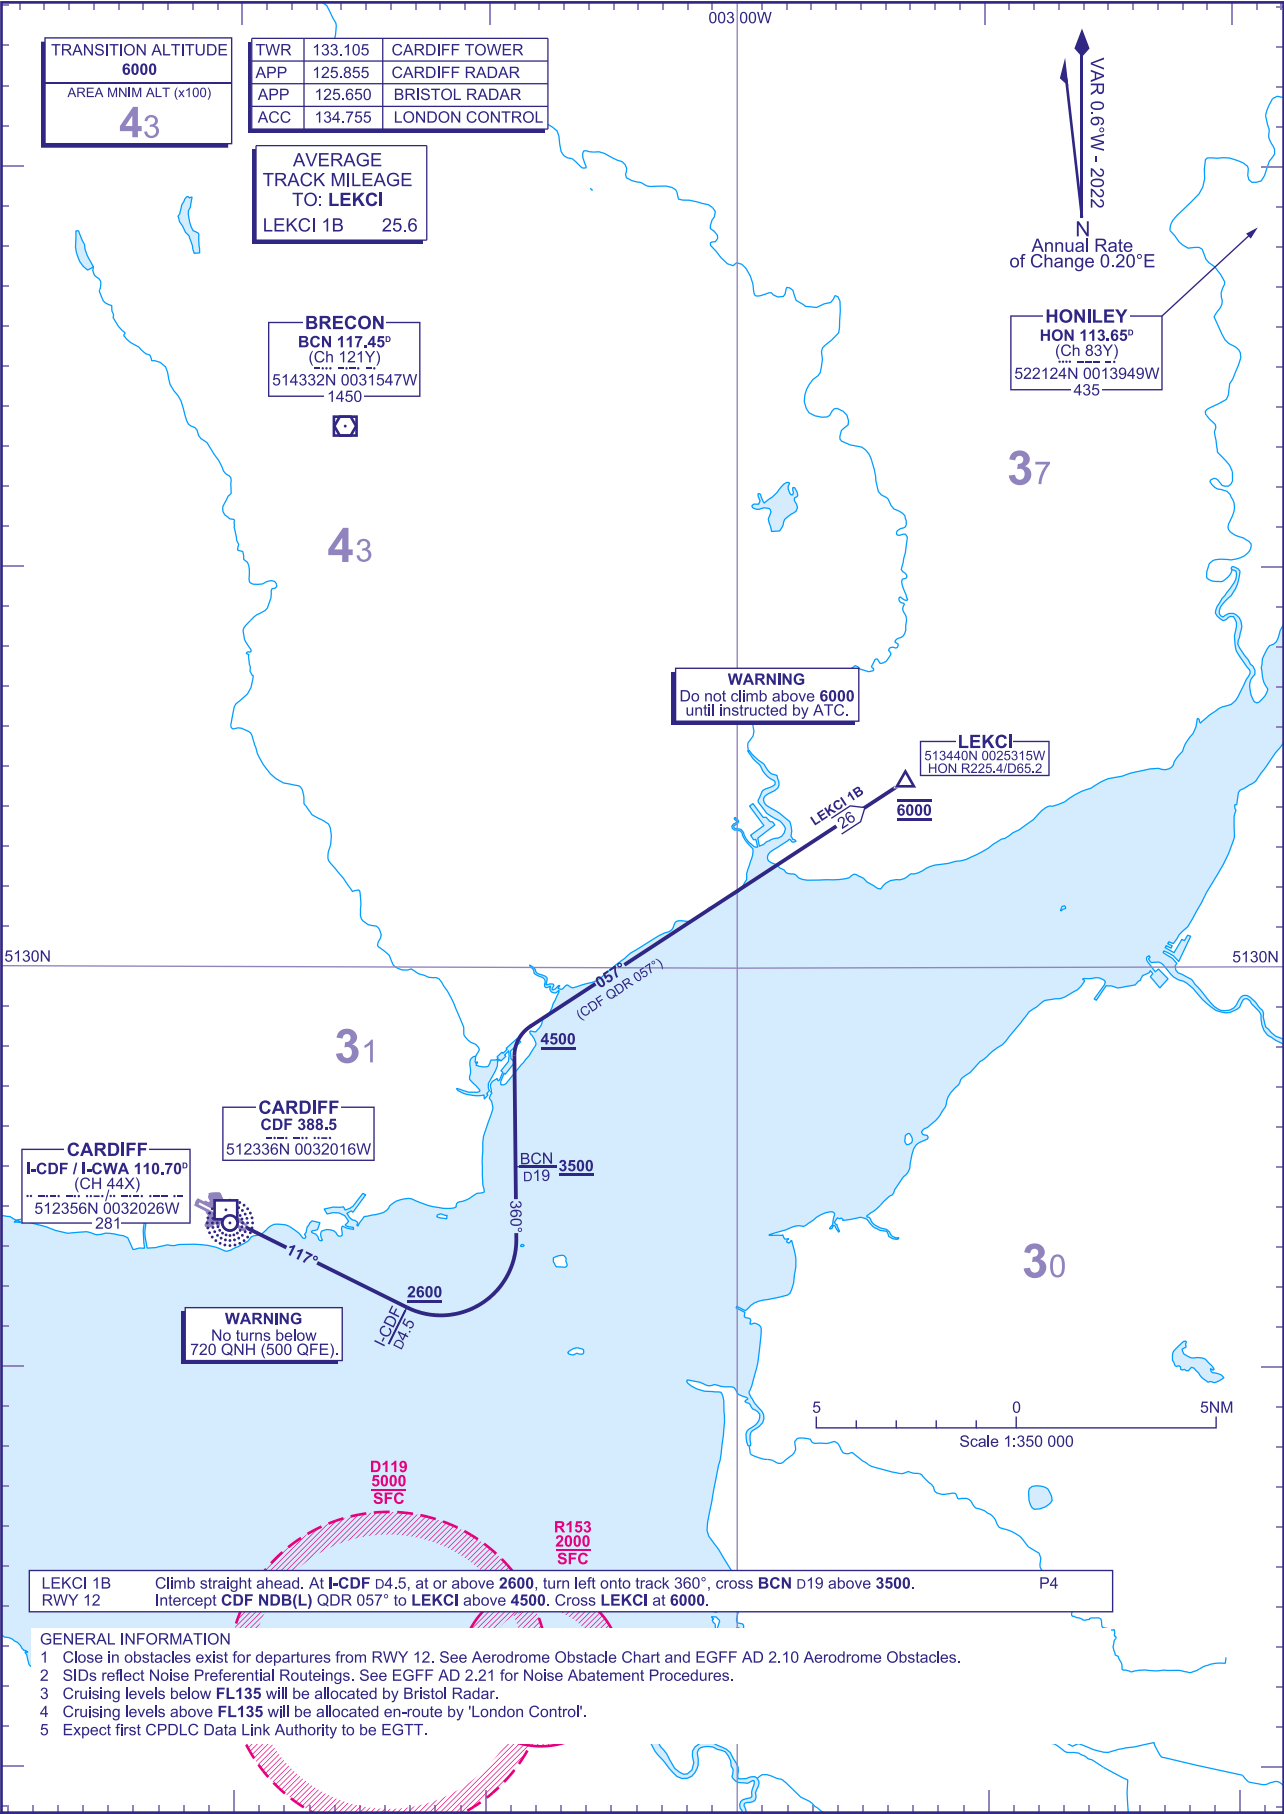 003 00W
TRANSITION ALTITUDE
6000
AREA MNIM ALT (x100)
43
TWR 133.105 CARDIFF TOWER
APP 125.855 CARDIFF RADAR
APP 125.650 BRISTOL RADAR
ACC 134.755 LONDON CONTROL
AVERAGE
TRACK MILEAGE
TO: LEKCI
LEKCI 1B 25.6
VAR 0.6°W - 2022
N
Annual Rate
of Change 0.20°E
BRECON
BCN 117.45D
(Ch 121Y)
514332N 0031547W
1450
HONILEY
HON 113.65D
(Ch 83Y)
522124N 0013949W
435
37
43
WARNING
Do not climb above 6000
until instructed by ATC.
LEKCI
513440N 0025315W
HON R225.4/D65.2
LEKCI 1B
26
6000
5130N
5130N
057°
(CDF QDR 057°)
4500
31
CARDIFF
CDF 388.5
512336N 0032016W
CARDIFF
I-CDF / I-CWA 110.70D
(CH 44X)
512356N 0032026W
281
BCN
D19
3500
360°
117°
2600
I-CDF
D4.5
30
WARNING
No turns below
720 QNH (500 QFE).
5 0 5NM
Scale 1:350 000
D119
5000
SFC
R153
2000
SFC
LEKCI 1B Climb straight ahead. At I-CDF D4.5, at or above 2600, turn left onto track 360°, cross BCN D19 above 3500. P4
RWY 12 Intercept CDF NDB(L) QDR 057° to LEKCI above 4500. Cross LEKCI at 6000.
GENERAL INFORMATION
1 Close in obstacles exist for departures from RWY 12. See Aerodrome Obstacle Chart and EGFF AD 2.10 Aerodrome Obstacles.
2 SIDs reflect Noise Preferential Routeings. See EGFF AD 2.21 for Noise Abatement Procedures.
3 Cruising levels below FL135 will be allocated by Bristol Radar.
4 Cruising levels above FL135 will be allocated en-route by 'London Control'.
5 Expect first CPDLC Data Link Authority to be EGTT.